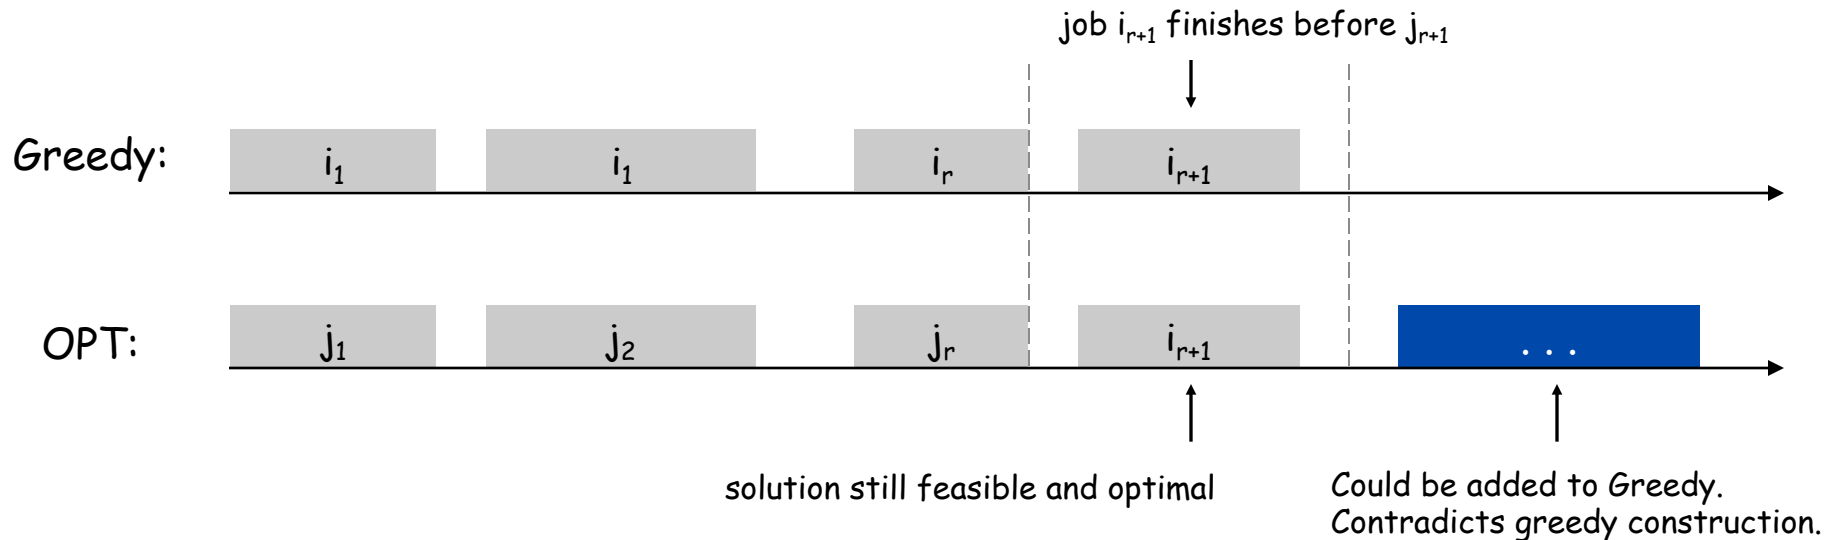 job i_{r+1} finishes before j_{r+1}
Greedy: i_1 i_1 i_r i_{r+1}
OPT: j_1 j_2 j_r i_{r+1} . . .
solution still feasible and optimal
Could be added to Greedy.
Contradicts greedy construction.